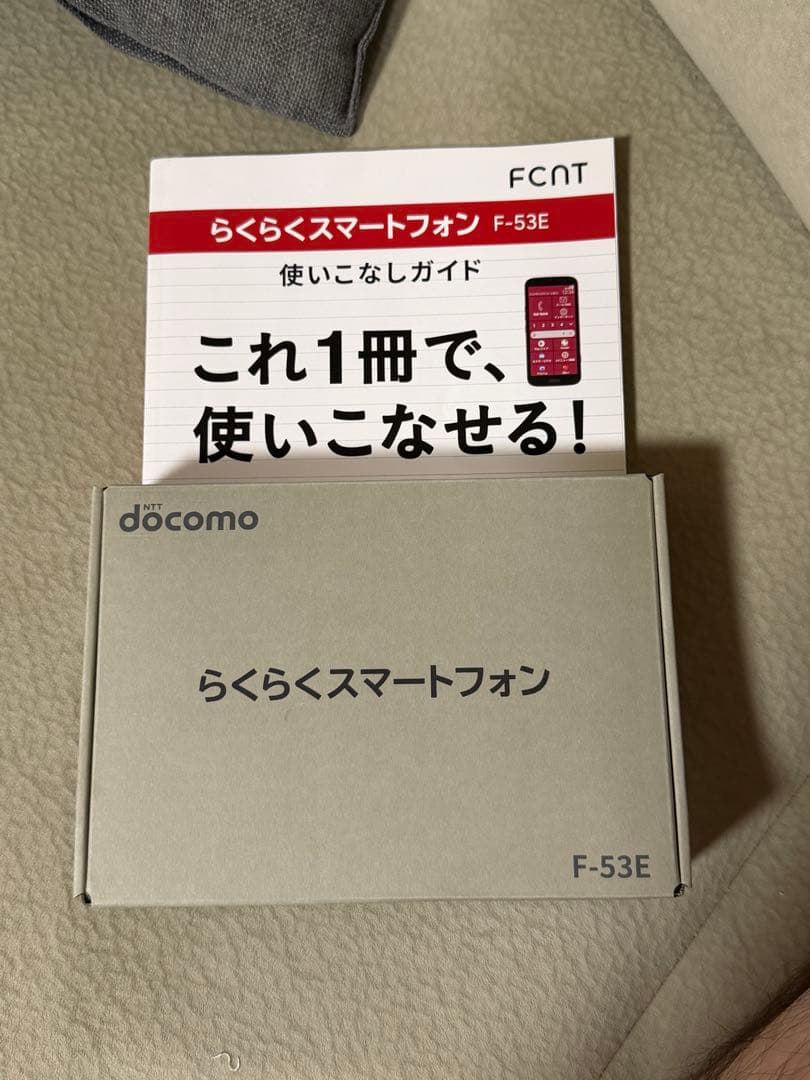 FCNT
らくらくスマートフォン F-53E
使いこなしガイド
これ1冊で、
使いこなせる!
NTT
docomo
らくらくスマートフォン
F-53E